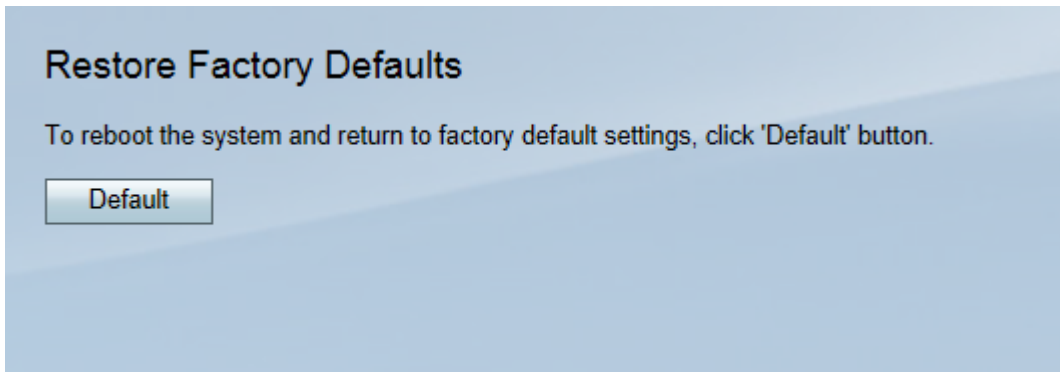 Restore Factory Defaults
To reboot the system and return to factory default settings, click 'Default' button.
Default